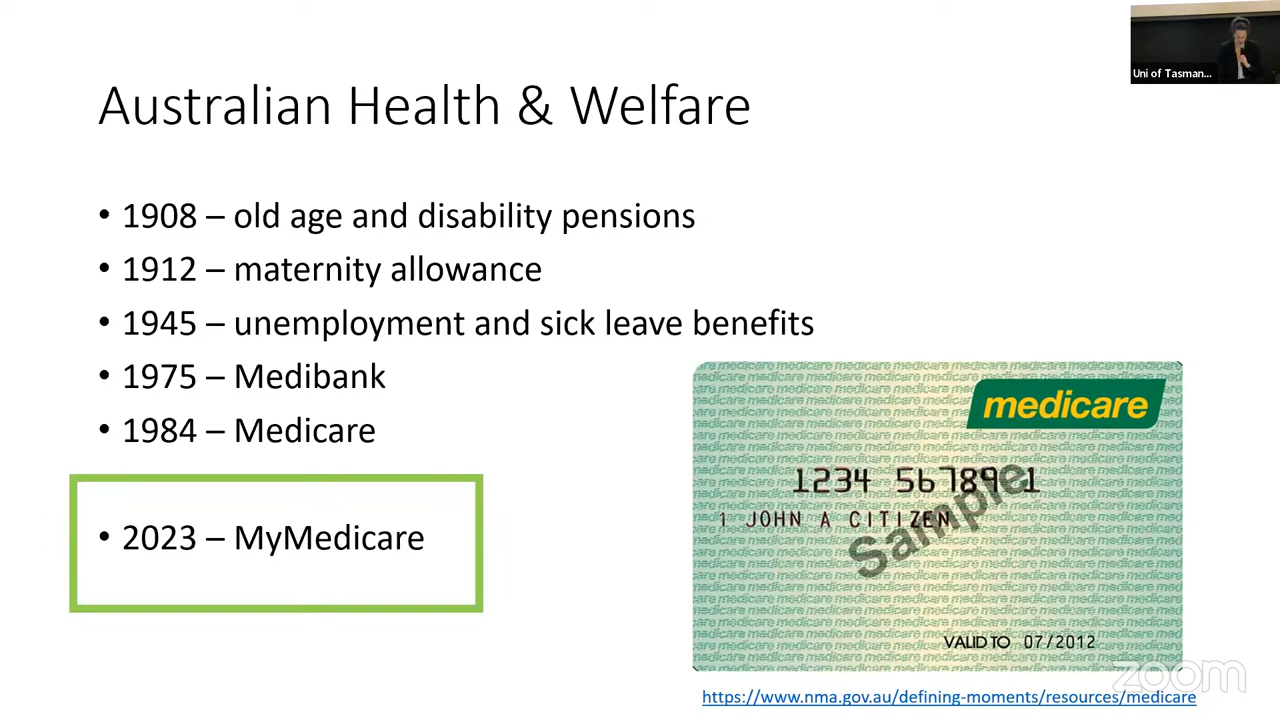 Uni of Tasman...
Australian Health & Welfare
• 1908 – old age and disability pensions
• 1912 – maternity allowance
• 1945 – unemployment and sick leave benefits
• 1975 – Medibank
• 1984 – Medicare
• 2023 – MyMedicare
medicare
1234 56789 1
1 JOHN A CITIZEN
Sample
VALID TO 07/2012
zoom
https://www.nma.gov.au/defining-moments/resources/medicare